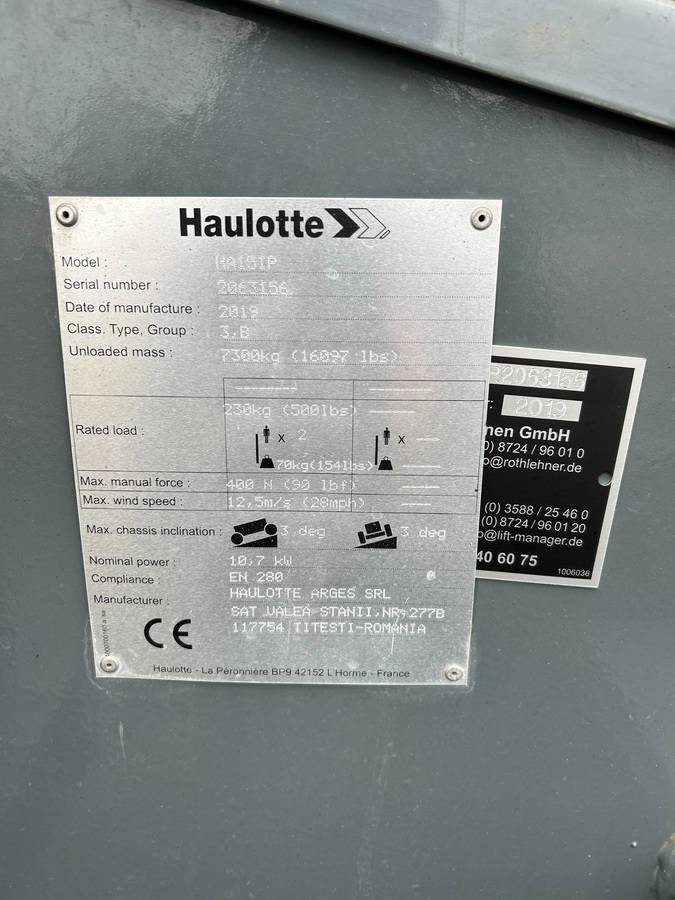 Haulotte
Model : HA15IP
Serial number : 2063156
Date of manufacture : 2019
Class. Type, Group : 3,B
Unloaded mass : 7300kg (16097 lbs)
-------- --------
230kg (500lbs) ----
Rated load : x 2 x ----
70kg(154lbs) ----
Max. manual force : 400 N (90 lbf) ----
Max. wind speed : 12,5m/s (28mph) ----
Max. chassis inclination : 3 deg 3 deg
Nominal power : 10,7 kW
Compliance : EN 280
Manufacturer : HAULOTTE ARGES SRL
SAT VALEA STANII,NR.277B
117754 TITESTI-ROMANIA
CE
Haulotte - La Péronnière BP9 42152 L'Horme - France
2063156
2019
nen GmbH
0) 8724 / 96 01 0
o@rothlehner.de
(0) 3588 / 25 46 0
(0) 8724 / 96 01 20
o@lift-manager.de
40 60 75
1006036